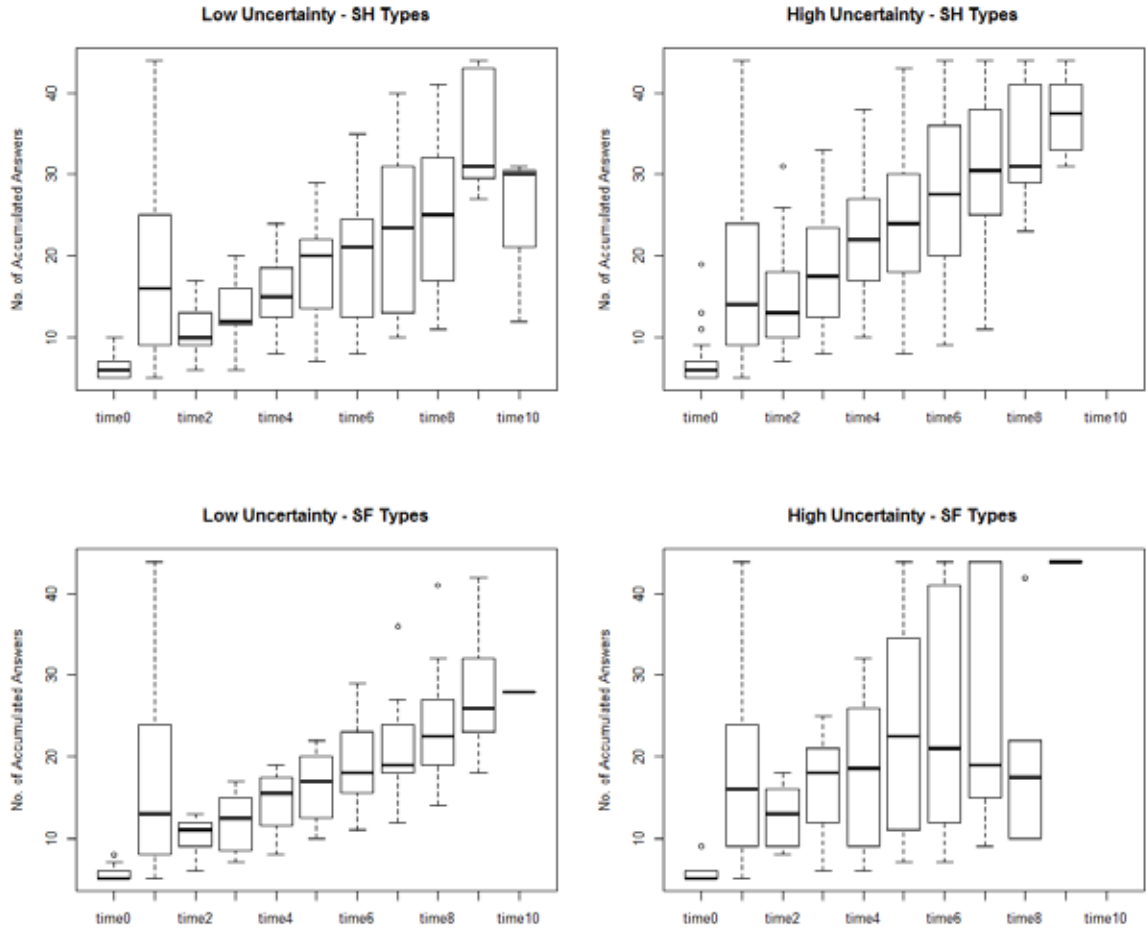 Low Uncertainty - SH Types
No. of Accumulated Answers
40
30
20
10
time0 time2 time4 time6 time8 time10
High Uncertainty - SH Types
No. of Accumulated Answers
40
30
20
10
time0 time2 time4 time6 time8 time10
Low Uncertainty - SF Types
No. of Accumulated Answers
40
30
20
10
time0 time2 time4 time6 time8 time10
High Uncertainty - SF Types
No. of Accumulated Answers
40
30
20
10
time0 time2 time4 time6 time8 time10